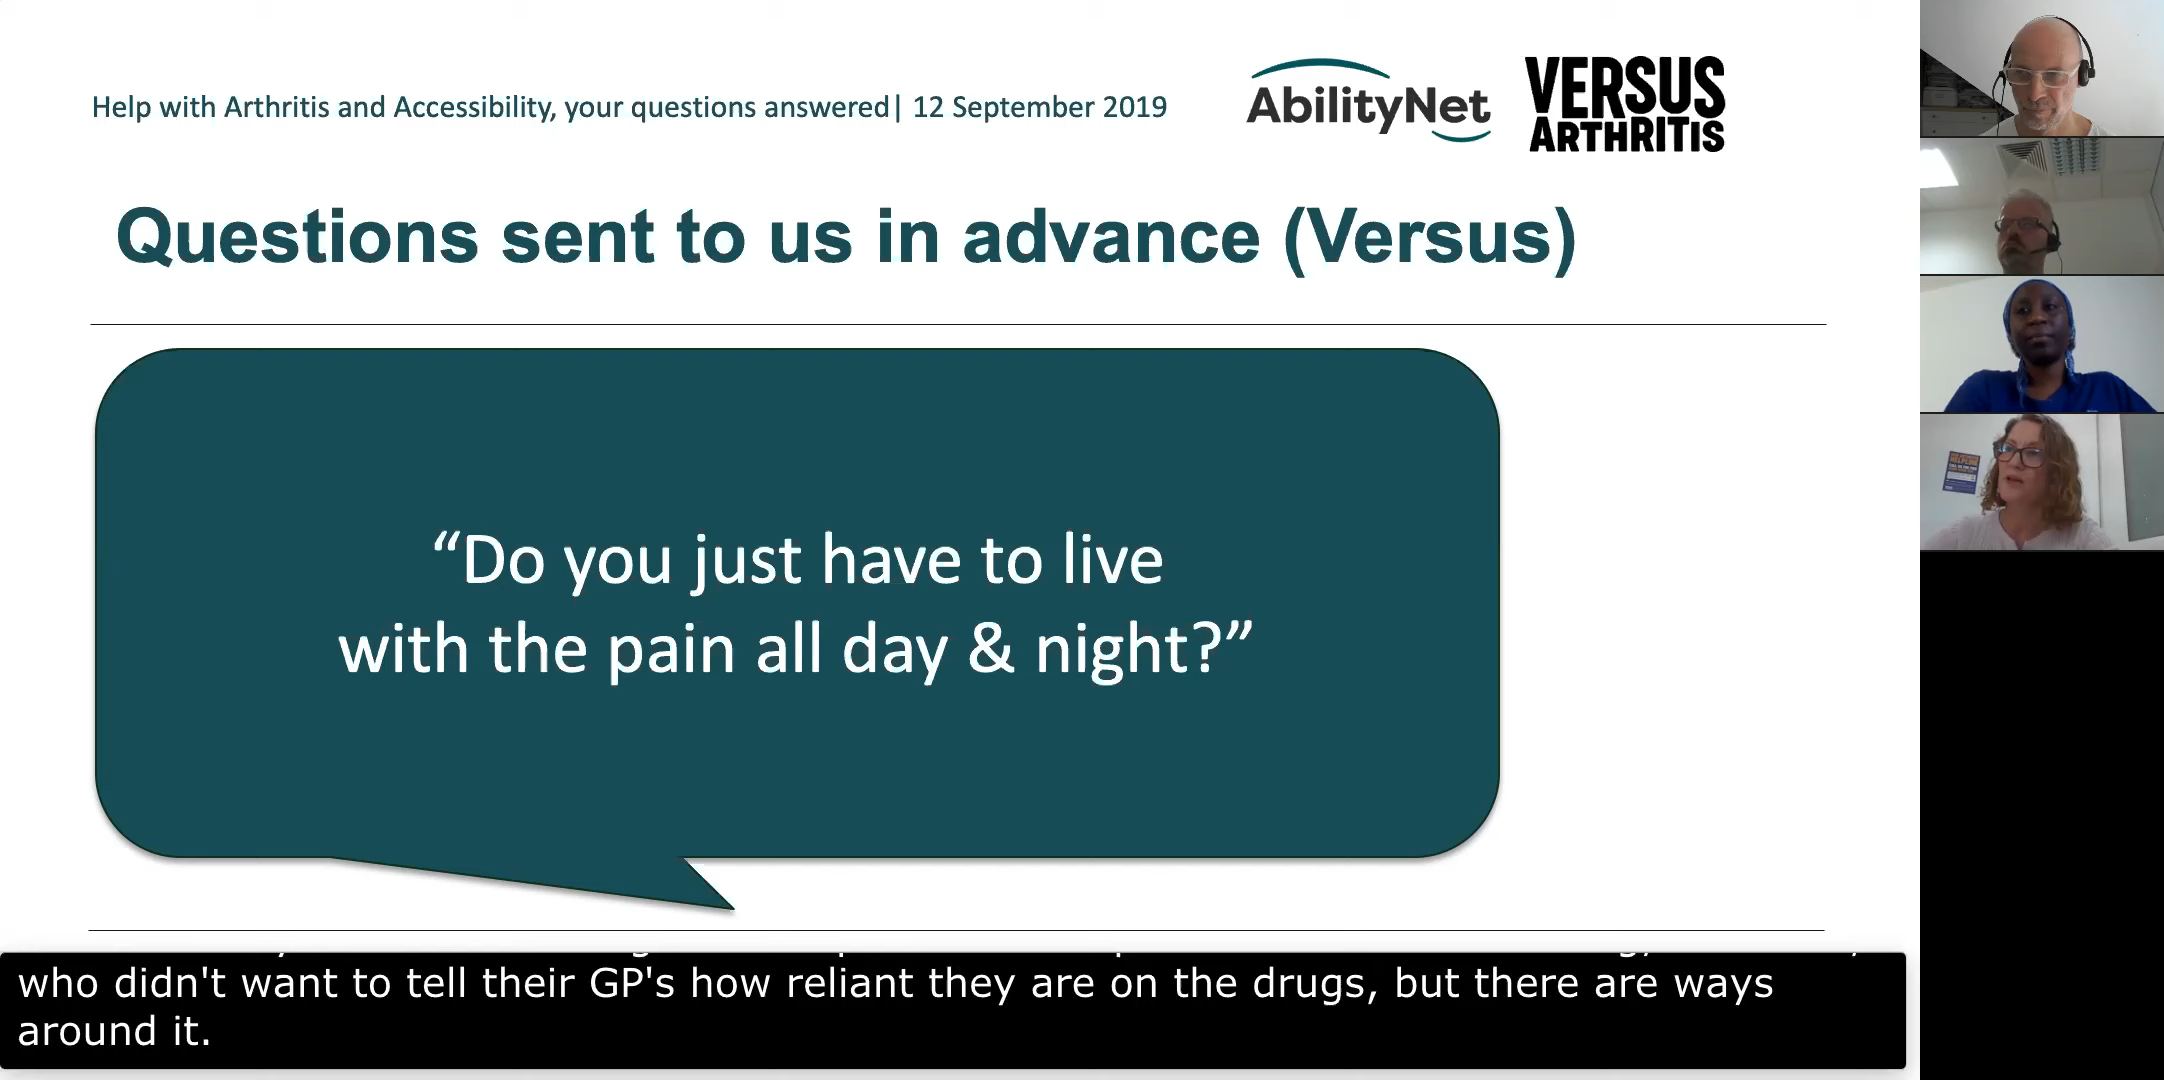 Help with Arthritis and Accessibility, your questions answered| 12 September 2019
AbilityNet
VERSUS
ARTHRITIS
Questions sent to us in advance (Versus)
“Do you just have to live
with the pain all day & night?”
HELPLINE
who didn't want to tell their GP's how reliant they are on the drugs, but there are ways
around it.